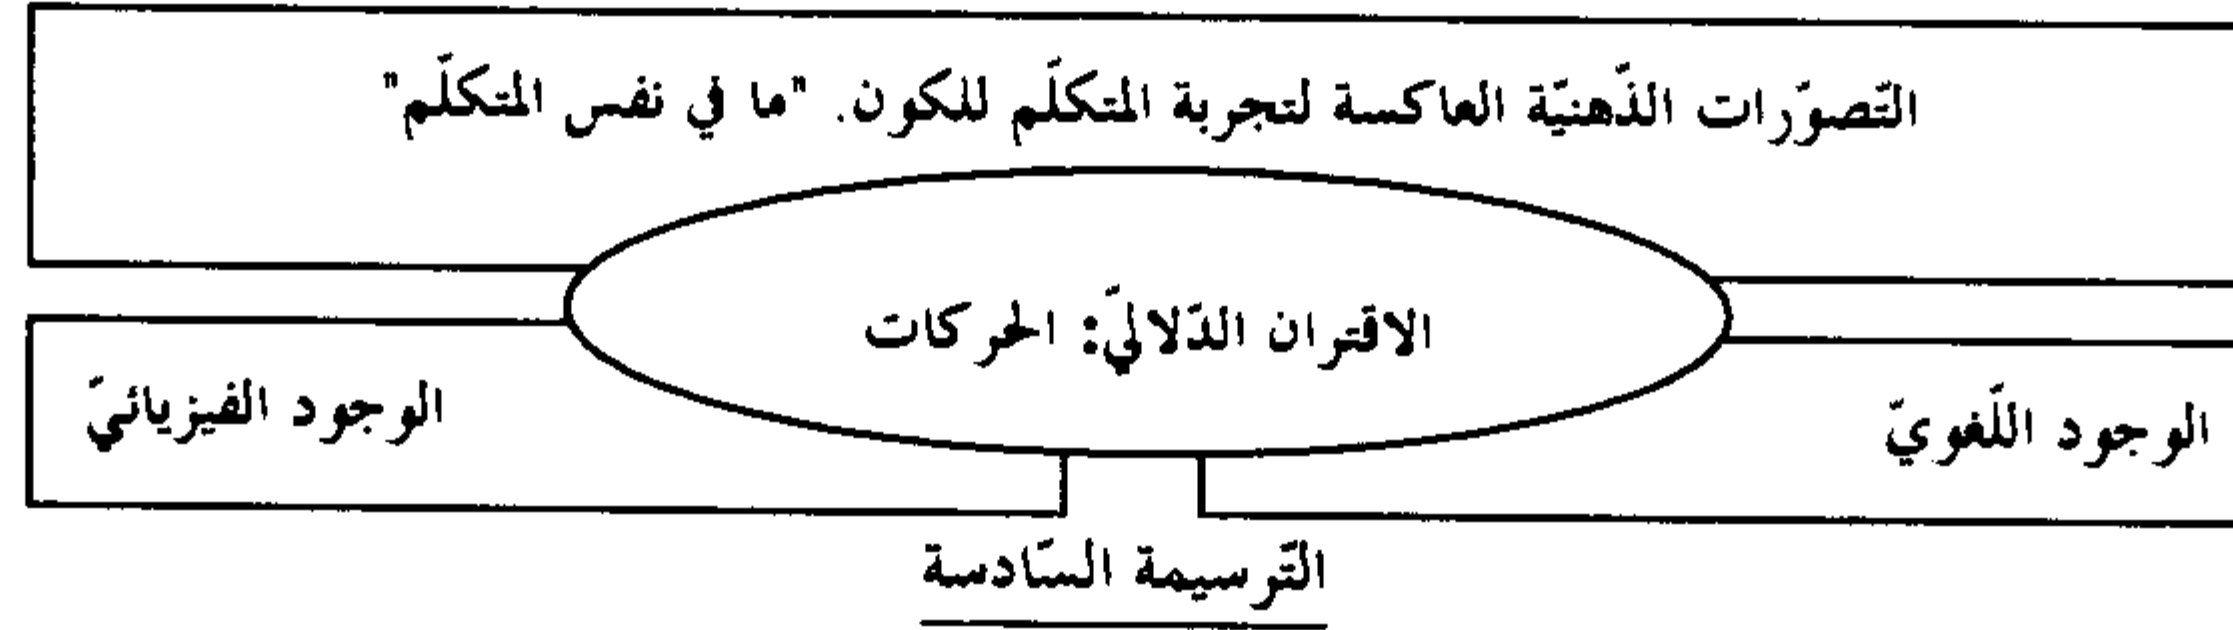 التّصوّرات الذّهنيّة العاكسة لتجربة المتكلّم للكون. "ما في نفس المتكلّم"
الاقتران الدّلاليّ: الحركات
الوجود اللّغويّ
الوجود الفيزيائيّ
التّرسيمة السّادسة